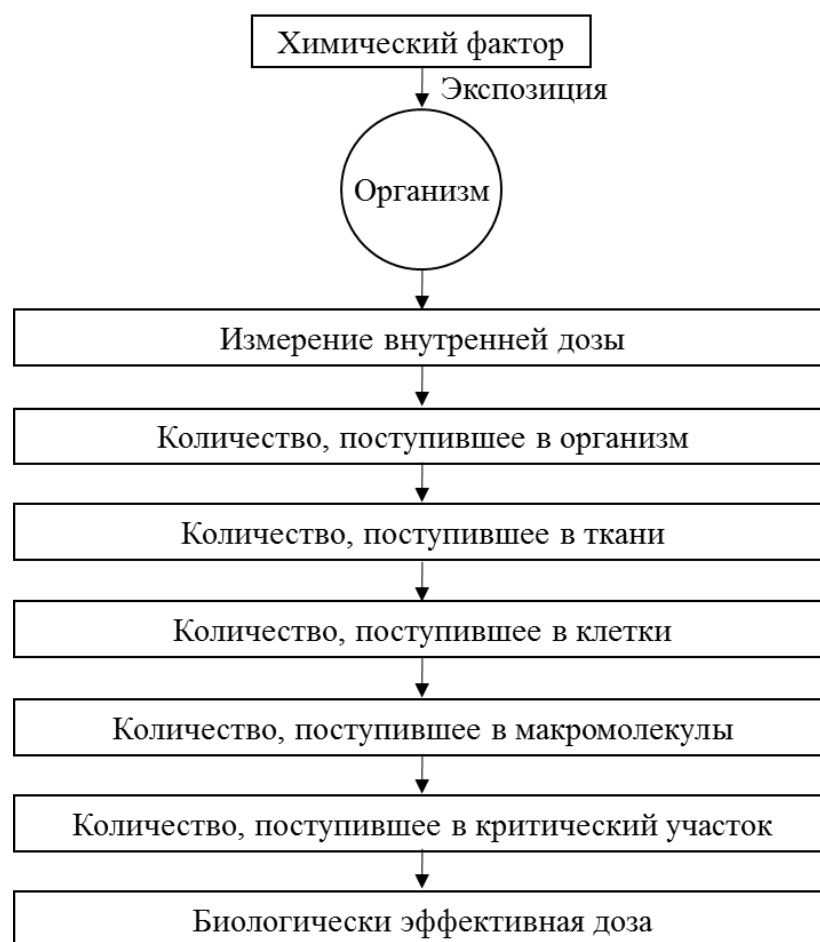 Химический фактор
Экспозиция
Организм
Измерение внутренней дозы
Количество, поступившее в организм
Количество, поступившее в ткани
Количество, поступившее в клетки
Количество, поступившее в макромолекулы
Количество, поступившее в критический участок
Биологически эффективная доза